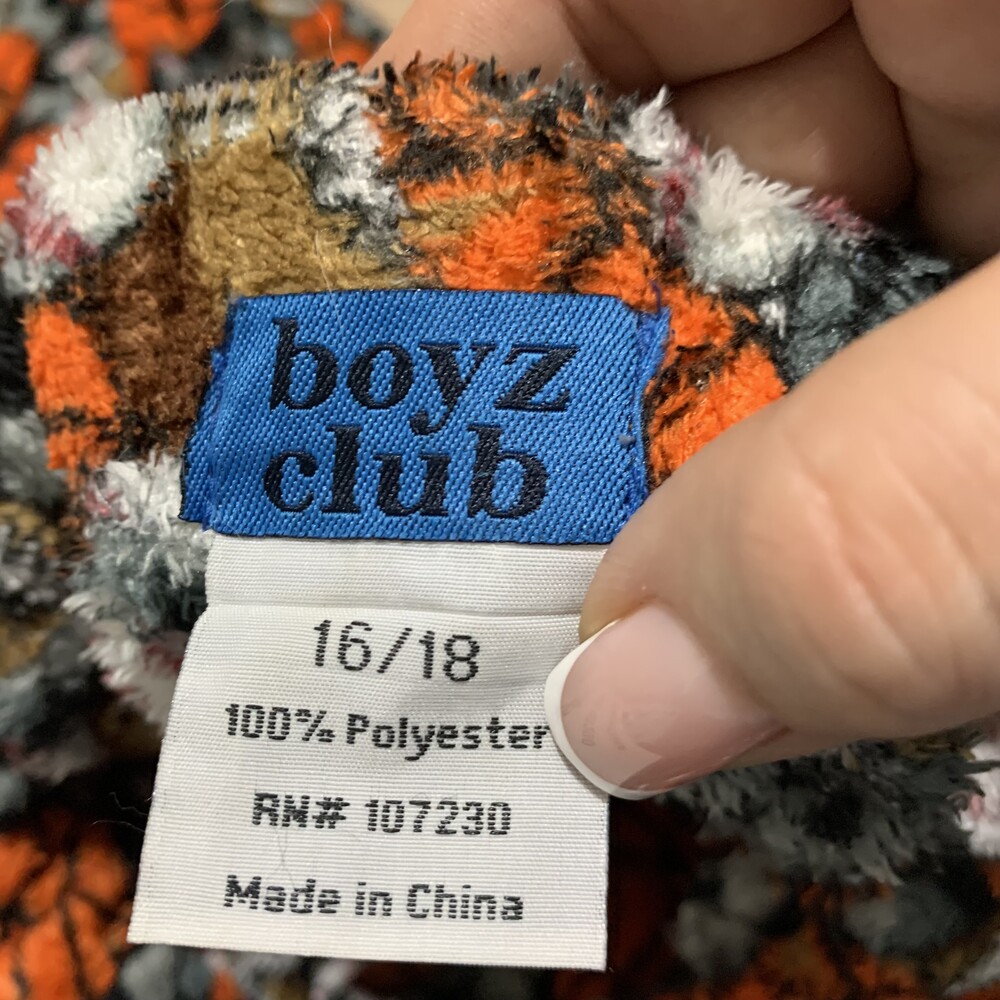 boyz
club
16/18
100% Polyester
RN# 107230
Made in China